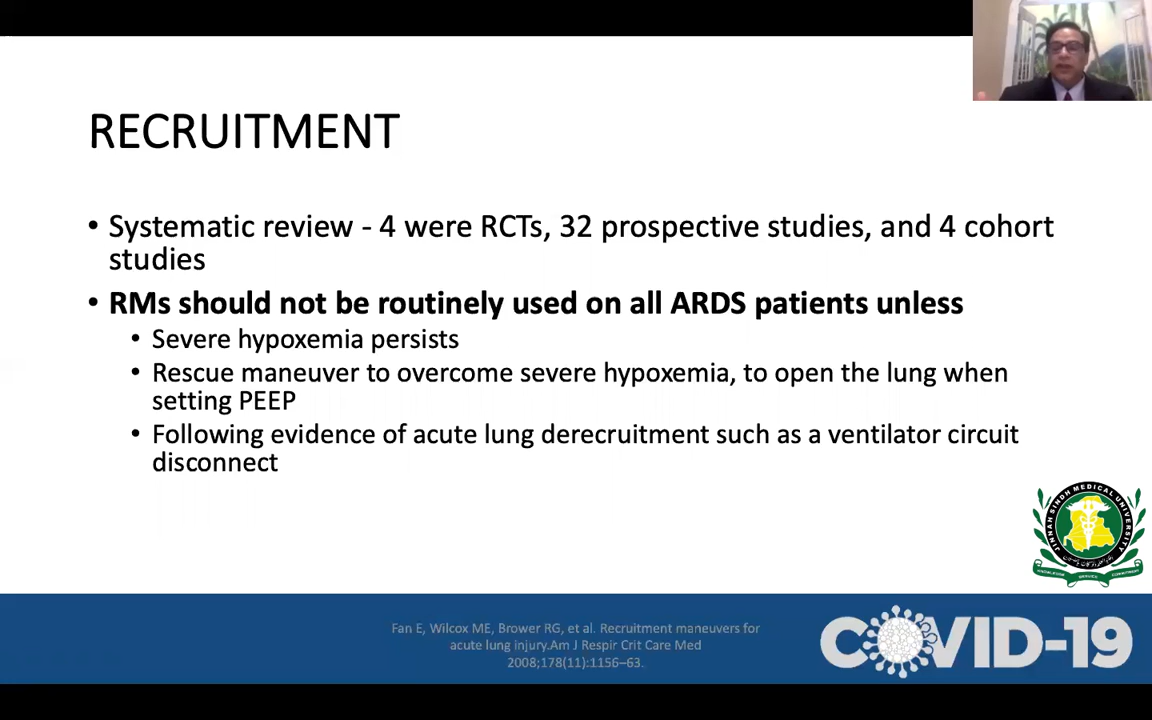 RECRUITMENT
• Systematic review - 4 were RCTs, 32 prospective studies, and 4 cohort
studies
• RMs should not be routinely used on all ARDS patients unless
• Severe hypoxemia persists
• Rescue maneuver to overcome severe hypoxemia, to open the lung when
setting PEEP
• Following evidence of acute lung derecruitment such as a ventilator circuit
disconnect
JINNAH SINDH MEDICAL UNIVERSITY
Fan E, Wilcox ME, Brower RG, et al. Recruitment maneuvers for
acute lung injury.Am J Respir Crit Care Med
2008;178(11):1156–63.
COVID-19